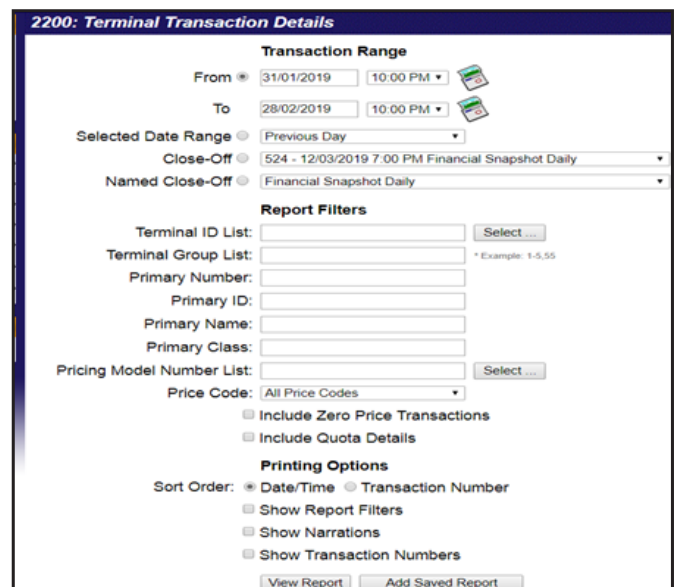 2200: Terminal Transaction Details
Transaction Range
From 31/01/2019 10:00 PM
To 28/02/2019 10:00 PM
Selected Date Range Previous Day
Close-Off 524 - 12/03/2019 7:00 PM Financial Snapshot Daily
Named Close-Off Financial Snapshot Daily
Report Filters
Terminal ID List: Select ...
Terminal Group List: * Example: 1-5,55
Primary Number:
Primary ID:
Primary Name:
Primary Class:
Pricing Model Number List: Select ...
Price Code: All Price Codes
Include Zero Price Transactions
Include Quota Details
Printing Options
Sort Order: Date/Time Transaction Number
Show Report Filters
Show Narrations
Show Transaction Numbers
View Report Add Saved Report